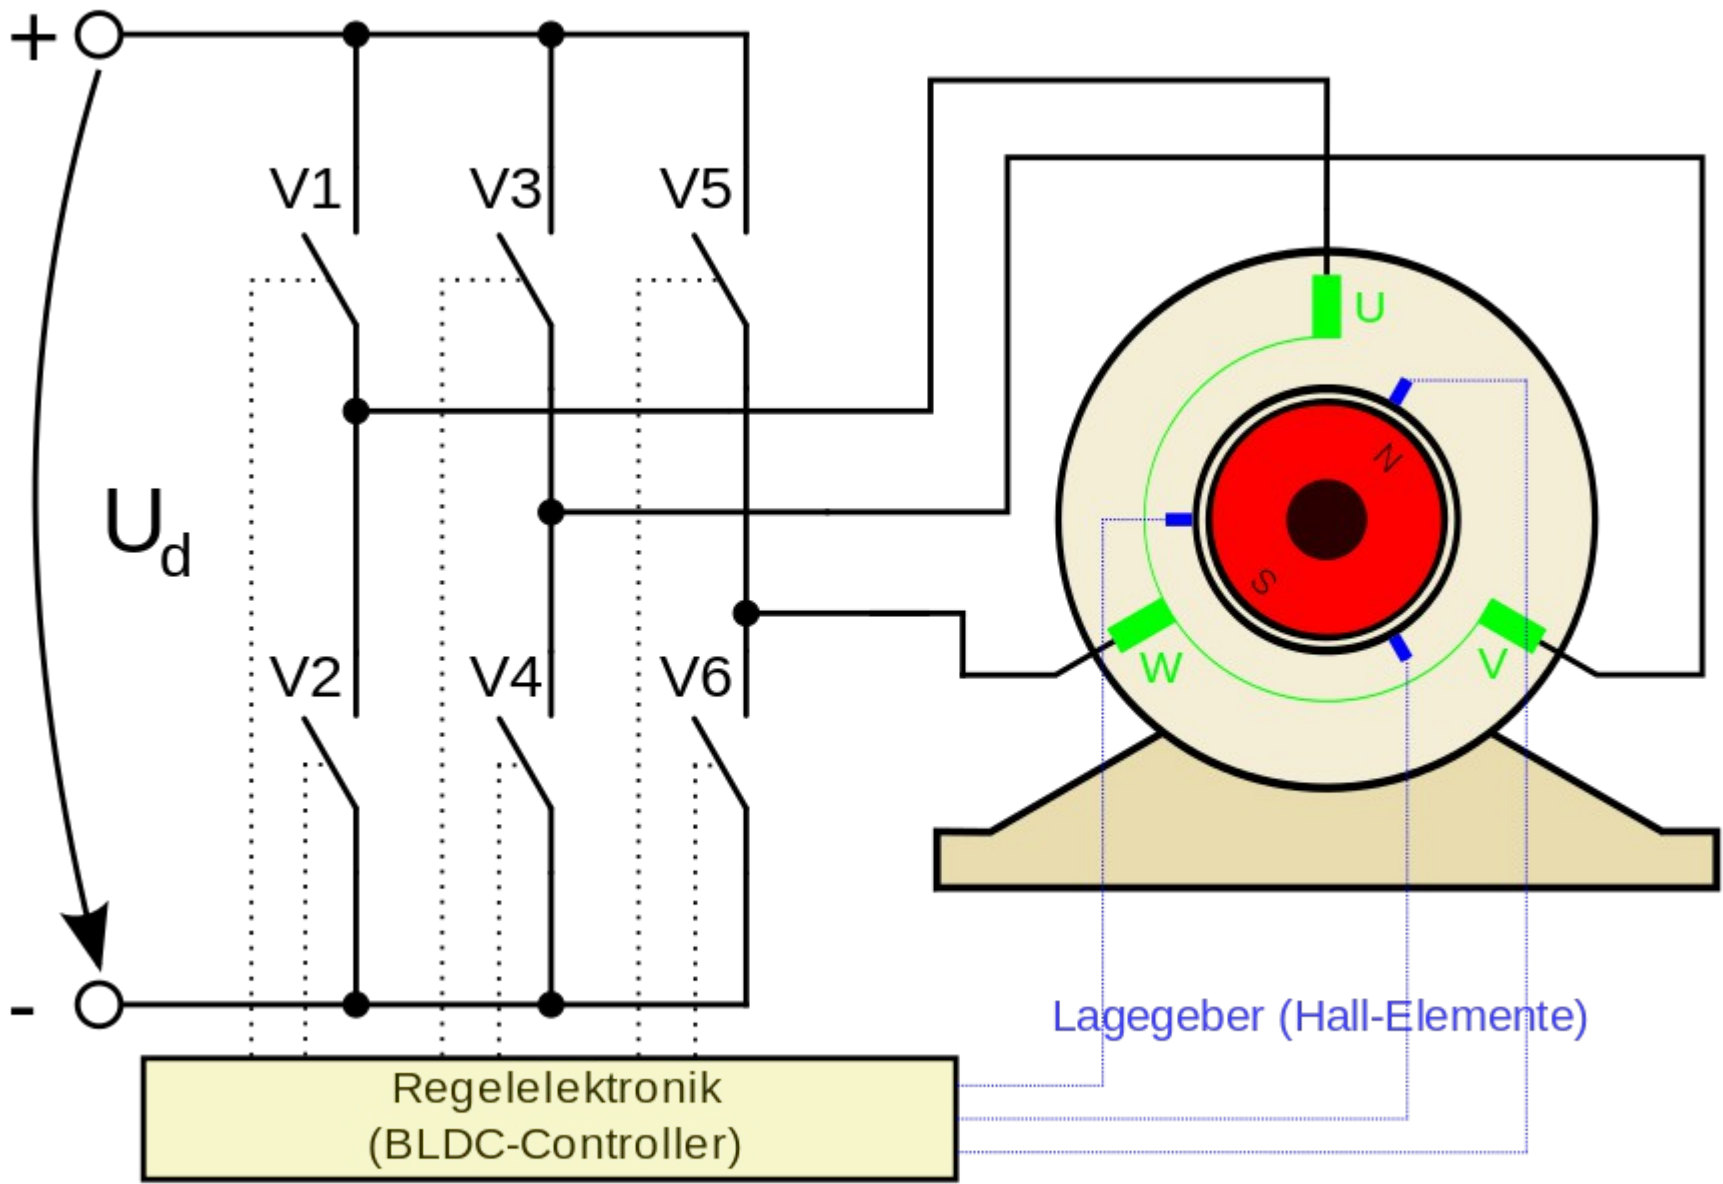 +
V1 V3 V5
U
N
Ud
S
V2 V4 V6
W V
-
Lagegeber (Hall-Elemente)
Regelelektronik
(BLDC-Controller)